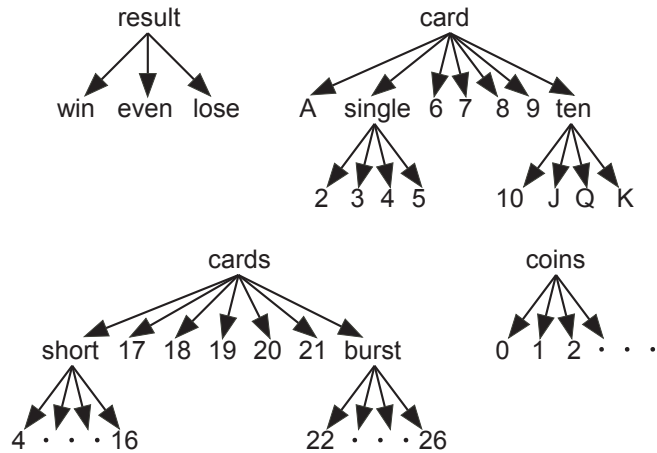 result card
win even lose A single 6 7 8 9 ten
2 3 4 5 10 J Q K
cards coins
short 17 18 19 20 21 burst 0 1 2 · · ·
4 · · · 16 22 · · · 26